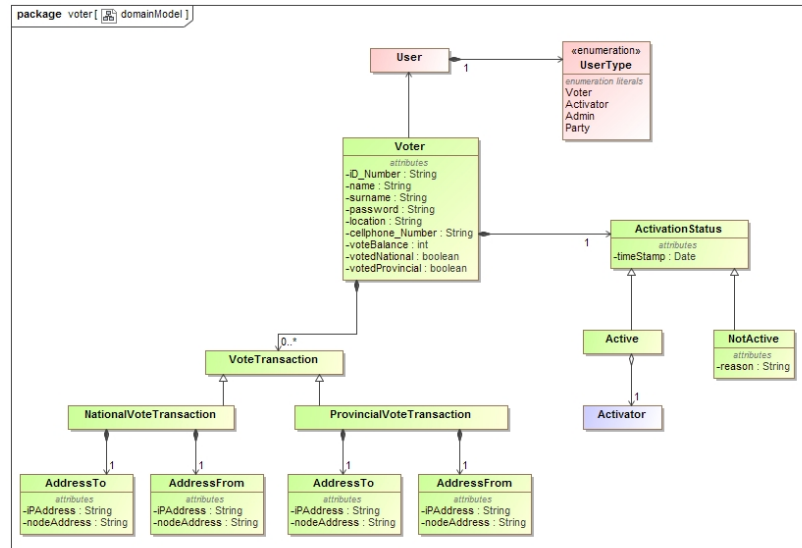 package voter [ domainModel ]
User
1
«enumeration»
UserType
enumeration literals
Voter
Activator
Admin
Party
Voter
attributes
-iD_Number : String
-name : String
-surname : String
-password : String
-location : String
-cellphone_Number : String
-voteBalance : int
-votedNational : boolean
-votedProvincial : boolean
1
ActivationStatus
attributes
-timeStamp : Date
0..*
VoteTransaction
Active
NotActive
attributes
-reason : String
1
Activator
NationalVoteTransaction
ProvincialVoteTransaction
1
1
1
1
AddressTo
attributes
-iPAddress : String
-nodeAddress : String
AddressFrom
attributes
-iPAddress : String
-nodeAddress : String
AddressTo
attributes
-iPAddress : String
-nodeAddress : String
AddressFrom
attributes
-iPAddress : String
-nodeAddress : String